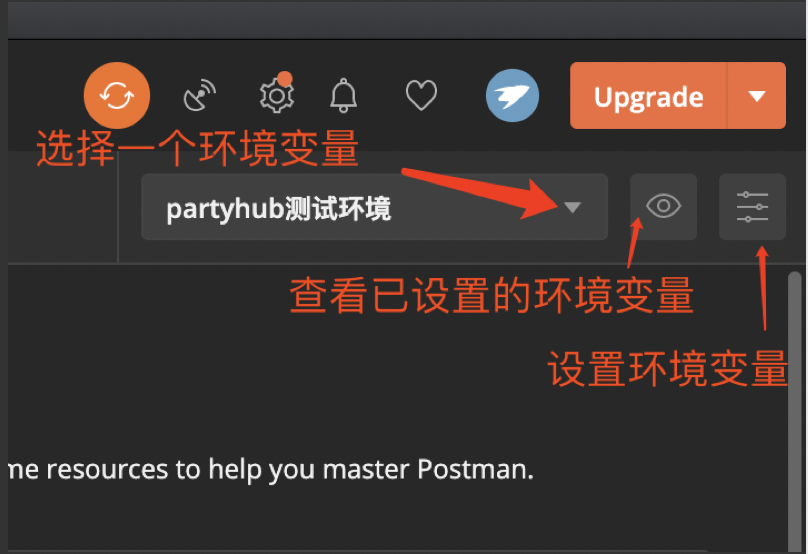 Upgrade
选择一个环境变量
partyhub测试环境
查看已设置的环境变量
设置环境变量
me resources to help you master Postman.